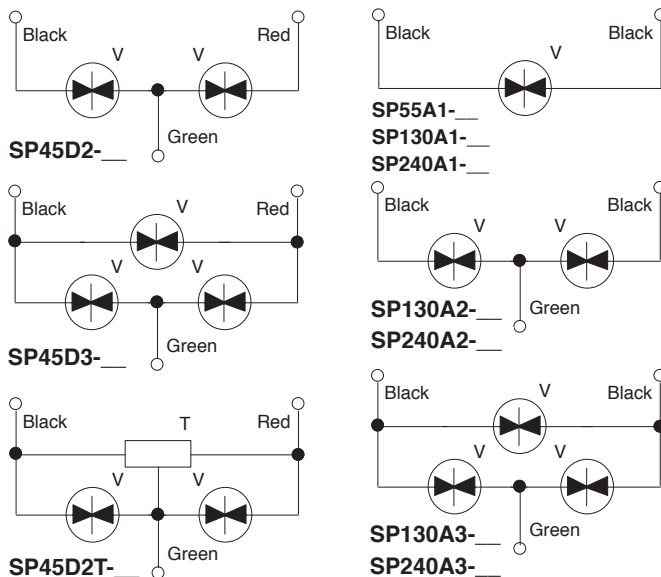 Black
Red
V
Green
SP45D2-__
Black
Red
V
V
V
Green
SP45D3-__
Black
Red
T
V
V
Green
SP45D2T-__
Black
Black
V
SP55A1-__
SP130A1-__
SP240A1-__
Black
Black
V
V
Green
SP130A2-__
SP240A2-__
Black
Black
V
V
V
Green
SP130A3-__
SP240A3-__